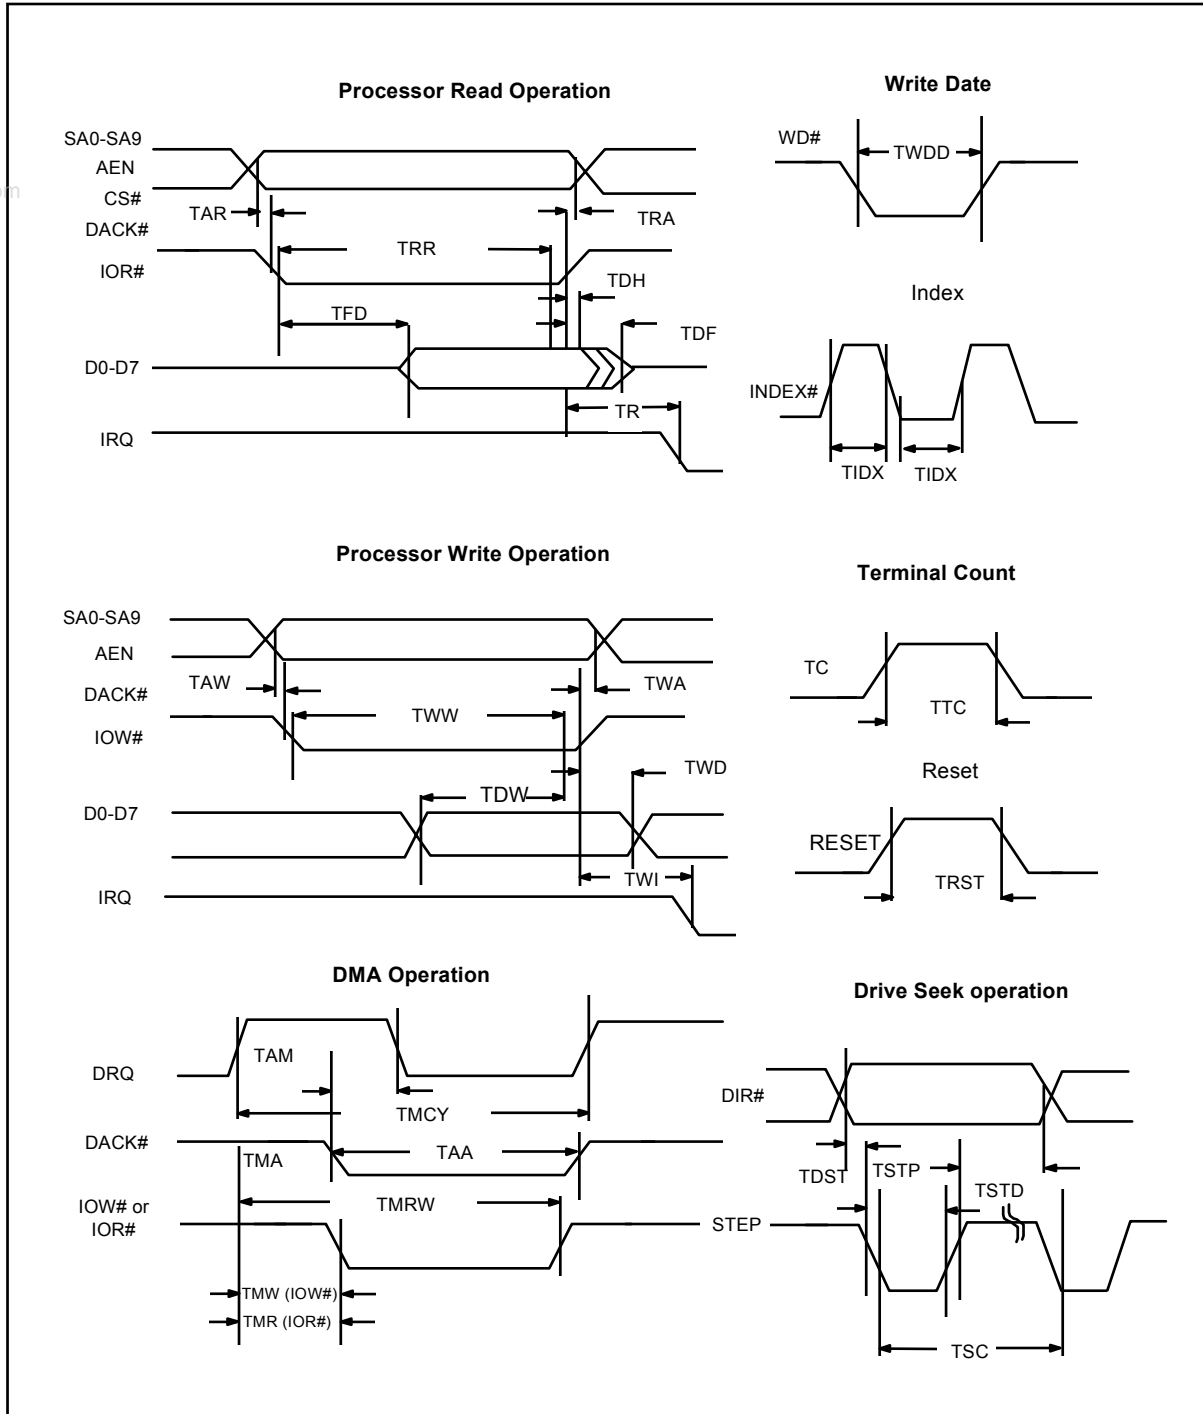 Processor Read Operation
SA0-SA9
AEN
CS#
DACK#
IOR#
TAR
TRA
TRR
TDH
TFD
TDF
D0-D7
TR
IRQ
Write Date
WD#
TWDD
Index
INDEX#
TIDX
TIDX
Processor Write Operation
SA0-SA9
AEN
DACK#
IOW#
TAW
TWA
TWW
TWD
TDW
D0-D7
TWI
IRQ
Terminal Count
TC
TTC
Reset
RESET
TRST
DMA Operation
DRQ
TAM
TMCY
DACK#
TMA
TAA
IOW# or
IOR#
TMRW
TMW (IOW#)
TMR (IOR#)
Drive Seek operation
DIR#
TDST
TSTP
TSTD
STEP
TSC
om